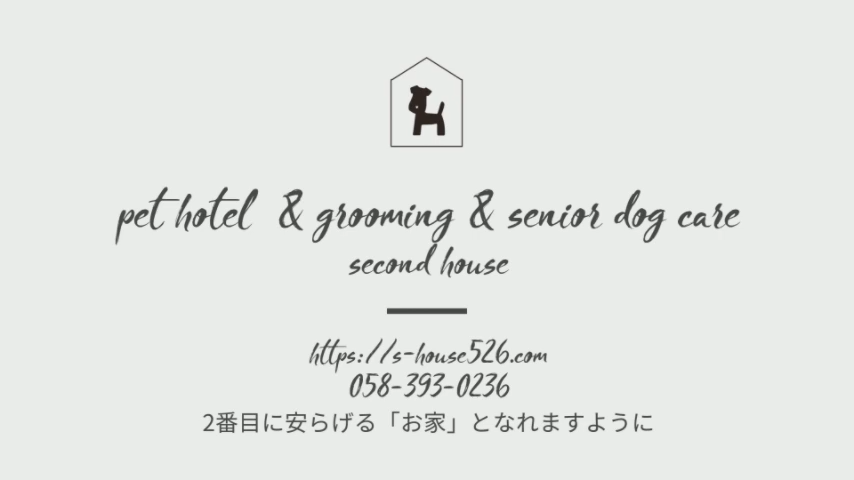 pet hotel & grooming & senior dog care
second house
https://s-house526.com
058-393-0236
2番目に安らげる「お家」となれますように